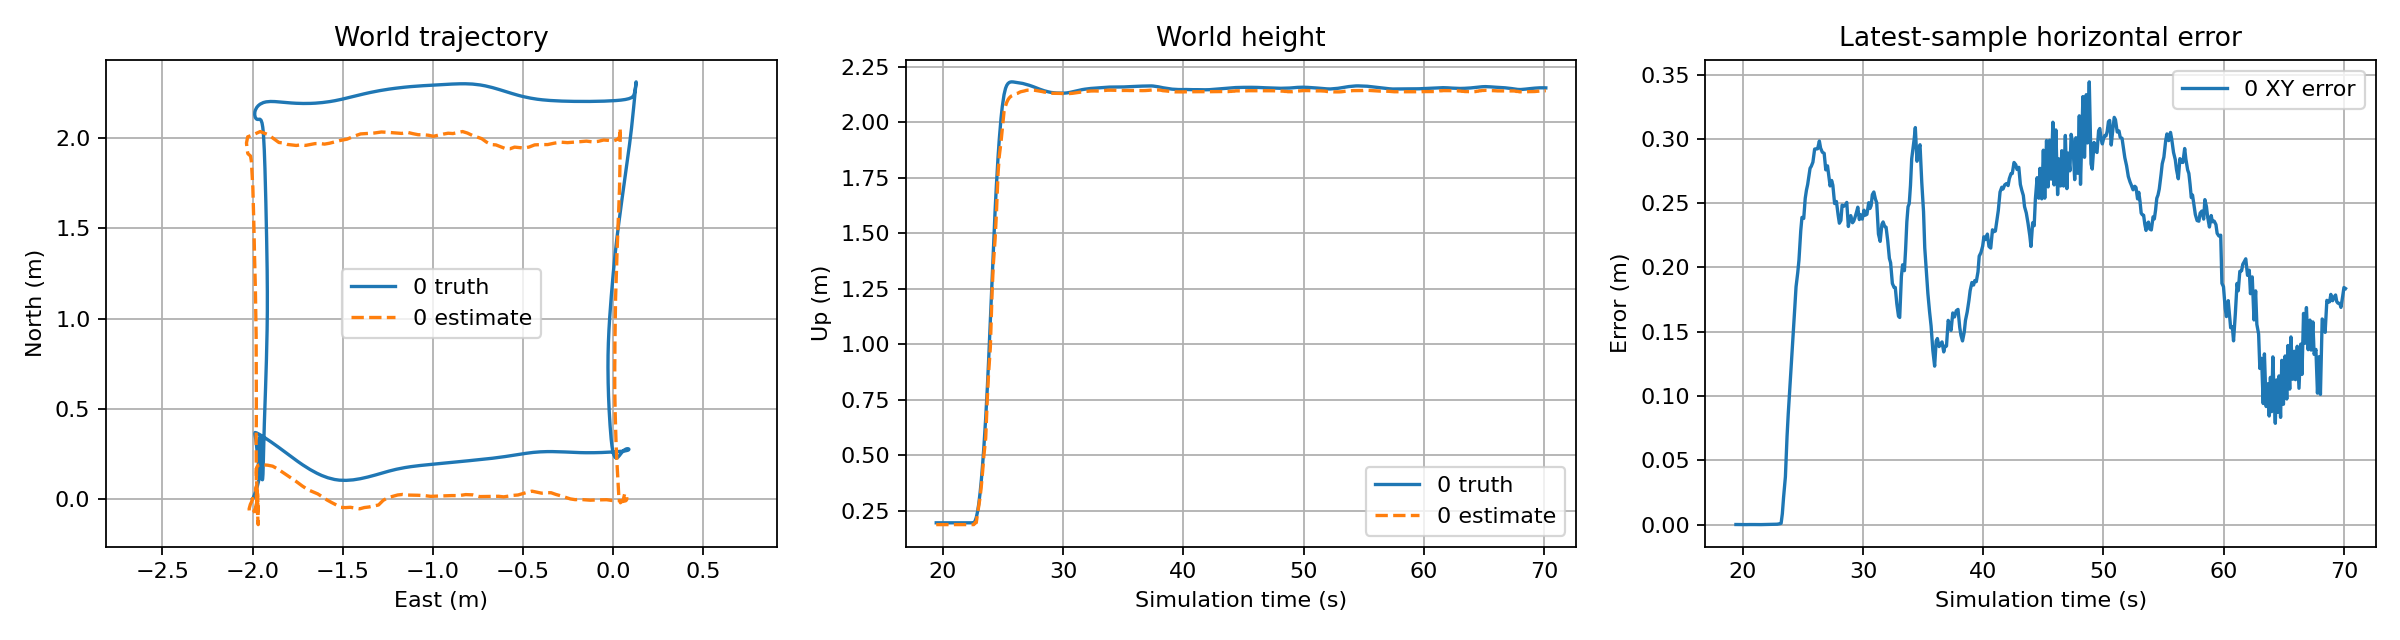 World trajectory
North (m)
2.0
1.5
1.0
0.5
0.0
0 truth
0 estimate
−2.5 −2.0 −1.5 −1.0 −0.5 0.0 0.5
East (m)
World height
Up (m)
2.25
2.00
1.75
1.50
1.25
1.00
0.75
0.50
0.25
0 truth
0 estimate
20 30 40 50 60 70
Simulation time (s)
Latest-sample horizontal error
Error (m)
0.35
0.30
0.25
0.20
0.15
0.10
0.05
0.00
0 XY error
20 30 40 50 60 70
Simulation time (s)